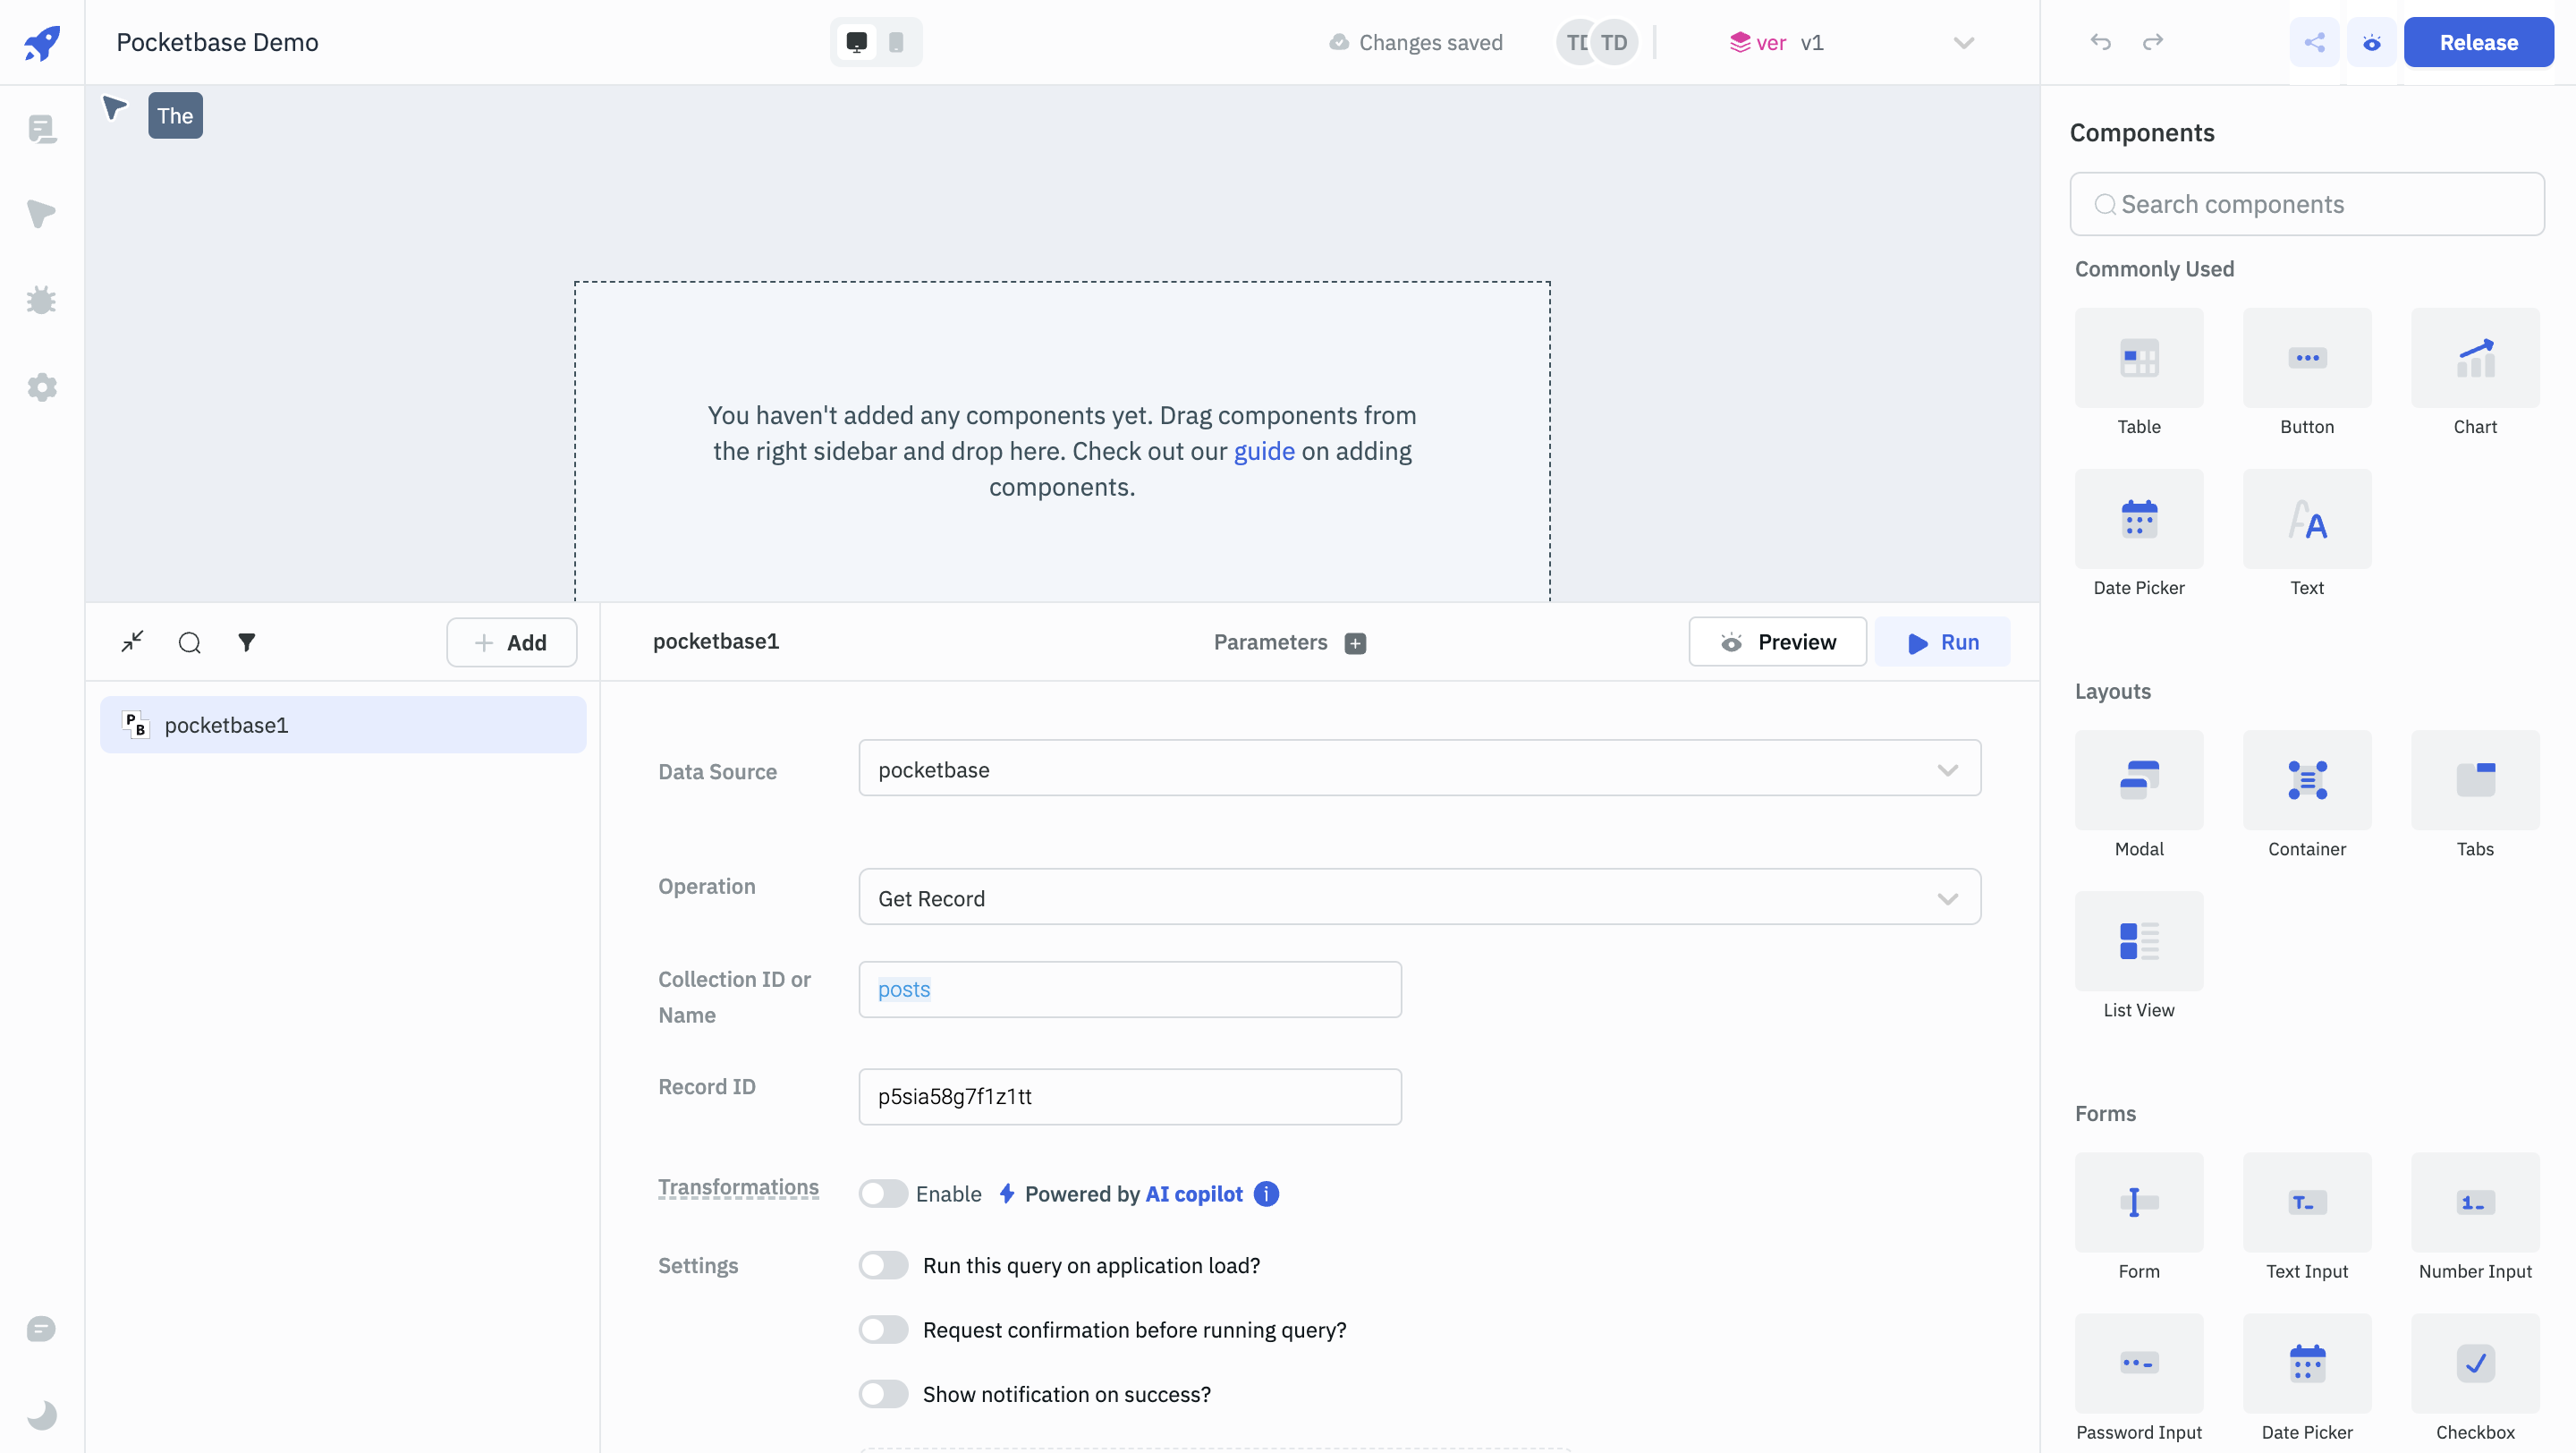 Pocketbase Demo
Changes saved
TD
TD
ver v1
Release
The
You haven't added any components yet. Drag components from
the right sidebar and drop here. Check out our guide on adding
components.
Add
pocketbase1
pocketbase1
Parameters
Preview
Run
Data Source
pocketbase
Operation
Get Record
Collection ID or
Name
posts
Record ID
p5sia58g7f1z1tt
Transformations
Enable
Powered by AI copilot
Settings
Run this query on application load?
Request confirmation before running query?
Show notification on success?
Components
Search components
Commonly Used
Table
Button
Chart
Date Picker
Text
Layouts
Modal
Container
Tabs
List View
Forms
Form
Text Input
Number Input
Password Input
Date Picker
Checkbox